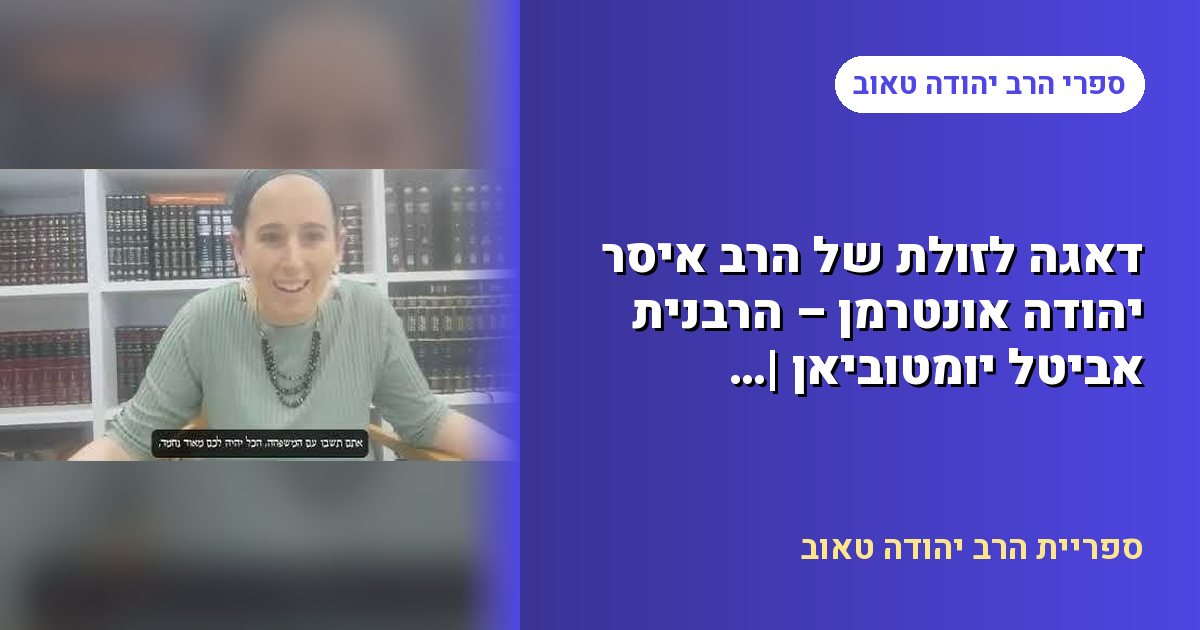 ספרי הרב יהודה טאוב
דאגה לזולת של הרב איסר
יהודה אונטרמן – הרבנית
אביטל יומטוביאן |...
אתם תשבו עם המשפחה, הכל יהיה לכם מאוד נחמד,
ספריית הרב יהודה טאוב